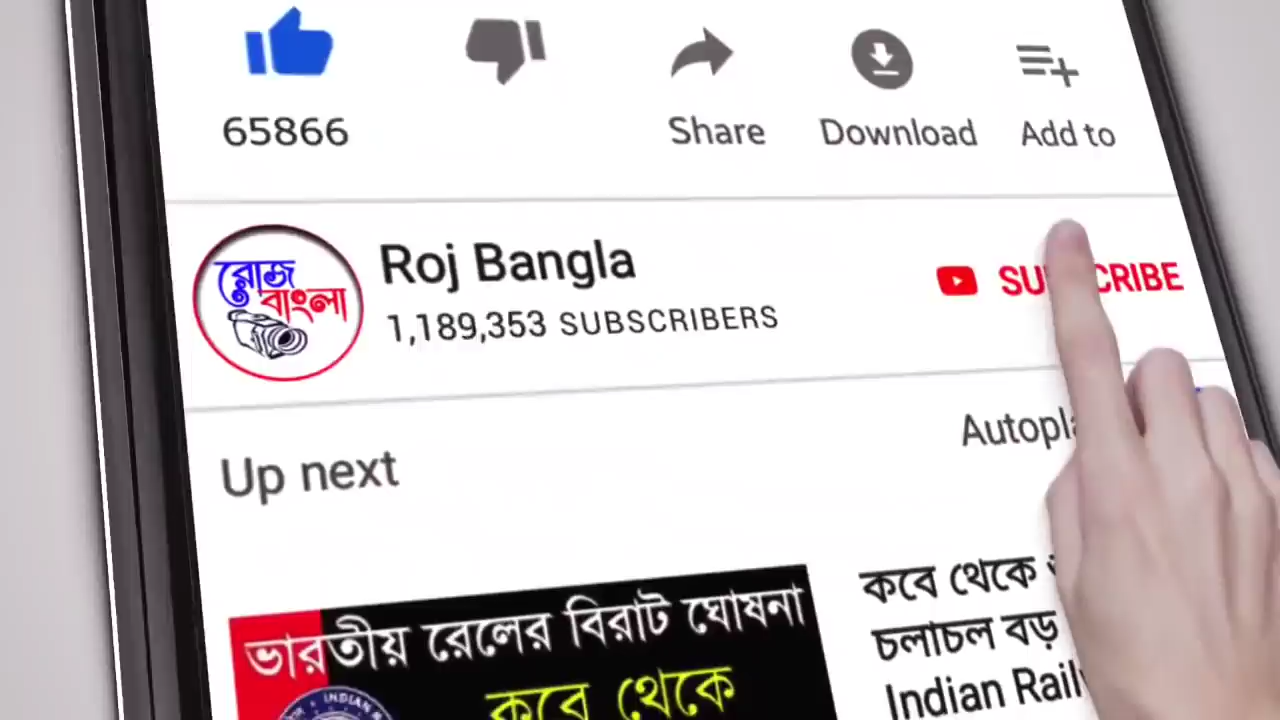 65866
Share
Download
Add to
রোজ
বাংলা
Roj Bangla
1,189,353 SUBSCRIBERS
Up next
ভারতীয় রেলের বিরাট ঘোষনা
কবে থেকে
INDIAN
কবে থেকে
চলাচল বড়
Indian